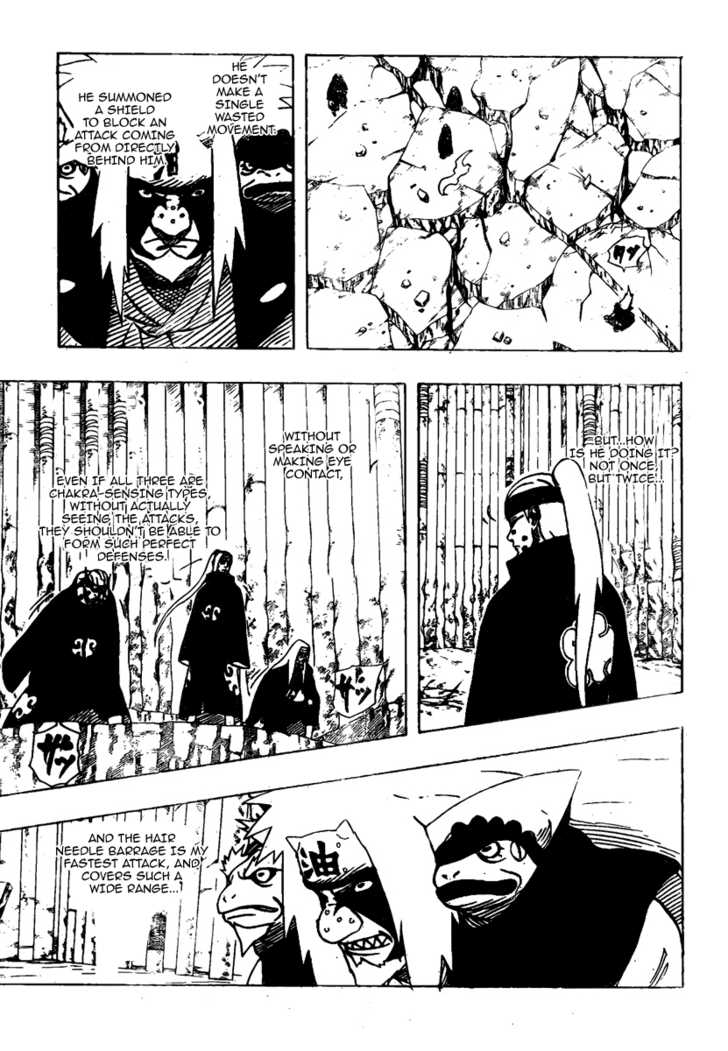 HE
DOESN'T
MAKE A
SINGLE
WASTED
MOVEMENT.
HE SUMMONED
A SHIELD
TO BLOCK AN
ATTACK COMING
FROM DIRECTLY
BEHIND HIM.
BUT...HOW
IS HE DOING IT?
NOT ONCE,
BUT TWICE...
WITHOUT
SPEAKING OR
MAKING EYE
CONTACT,
EVEN IF ALL THREE ARE
CHAKRA-SENSING TYPES,
WITHOUT ACTUALLY
SEEING THE ATTACKS,
THEY SHOULDN'T BE ABLE TO
FORM SUCH PERFECT
DEFENSES.
ザッ
AND THE HAIR
NEEDLE BARRAGE IS MY
FASTEST ATTACK, AND
COVERS SUCH A
WIDE RANGE...
油